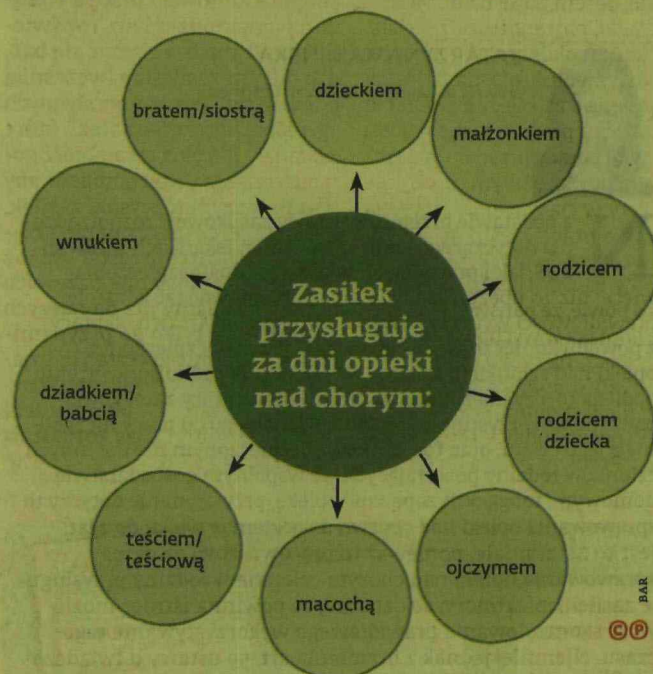 Zasiłek
przysługuje
za dni opieki
nad chorym:
dzieckiem
małżonkiem
rodzicem
rodzicem
dziecka
ojczymem
macochą
teściem/
teściową
dziadkiem/
babcią
wnukiem
bratem/siostrą
BAR
©℗